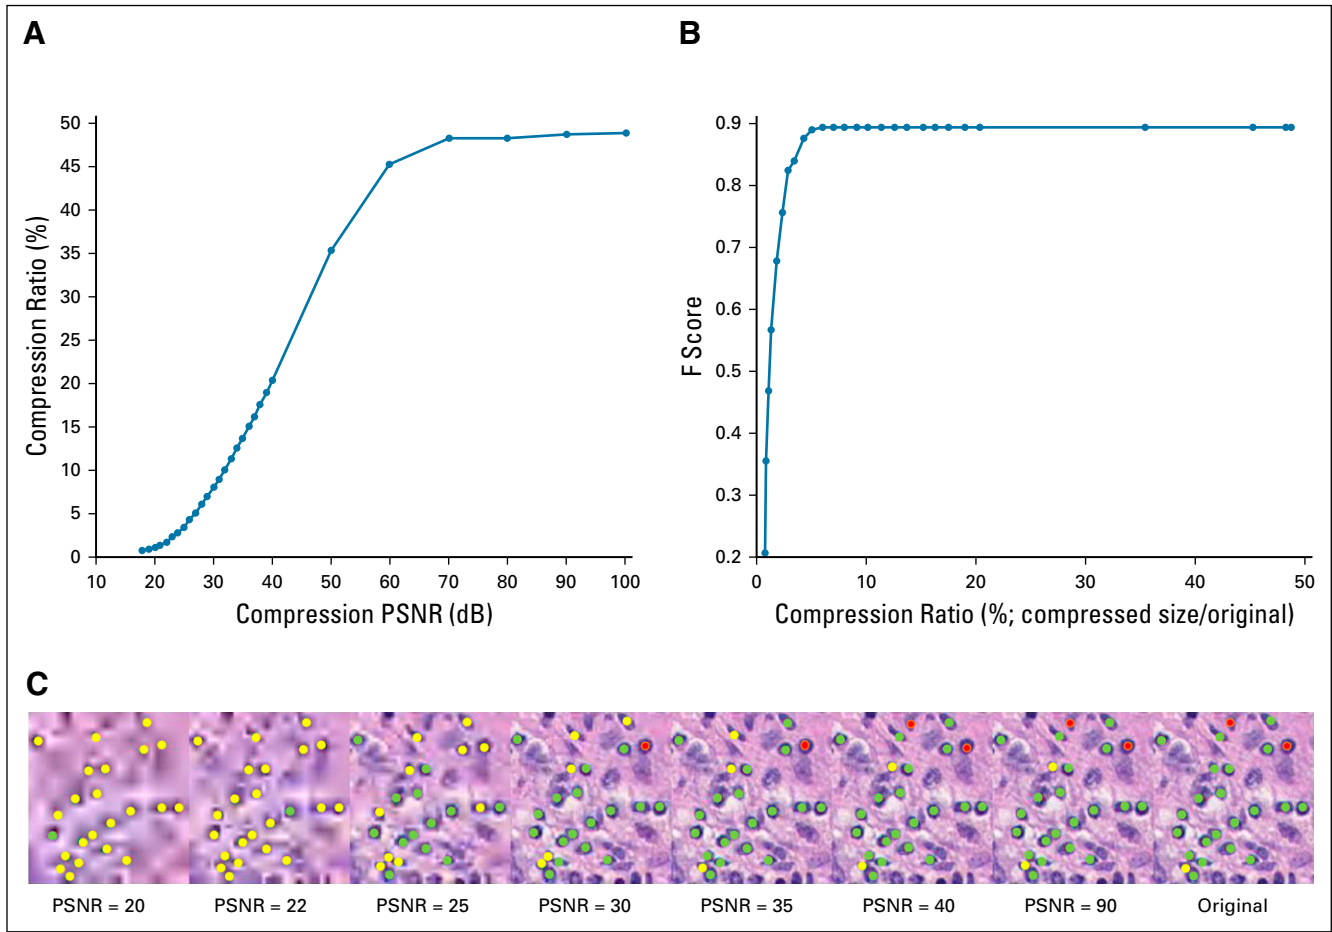 A
B
50
45
40
35
30
25
20
15
10
5
0
Compression Ratio (%)
10 20 30 40 50 60 70 80 90 100
Compression PSNR (dB)
0.9
0.8
0.7
0.6
0.5
0.4
0.3
0.2
F Score
0 10 20 30 40 50
Compression Ratio (%; compressed size/original)
C
PSNR = 20 PSNR = 22 PSNR = 25 PSNR = 30 PSNR = 35 PSNR = 40 PSNR = 90 Original